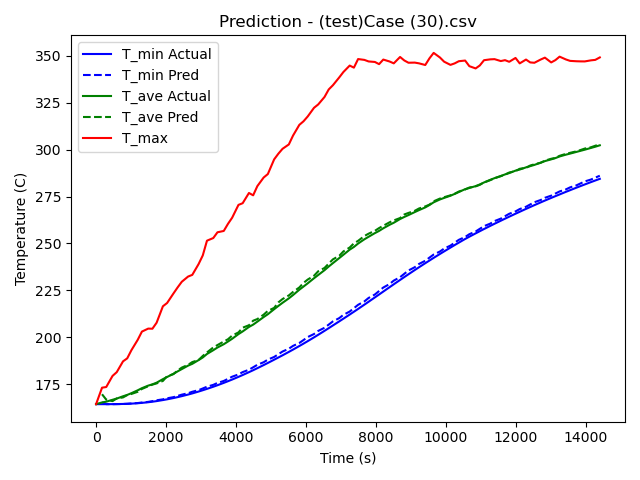 Prediction - (test)Case (30).csv
T_min Actual
T_min Pred
T_ave Actual
T_ave Pred
T_max
Temperature (C)
350
325
300
275
250
225
200
175
0 2000 4000 6000 8000 10000 12000 14000
Time (s)